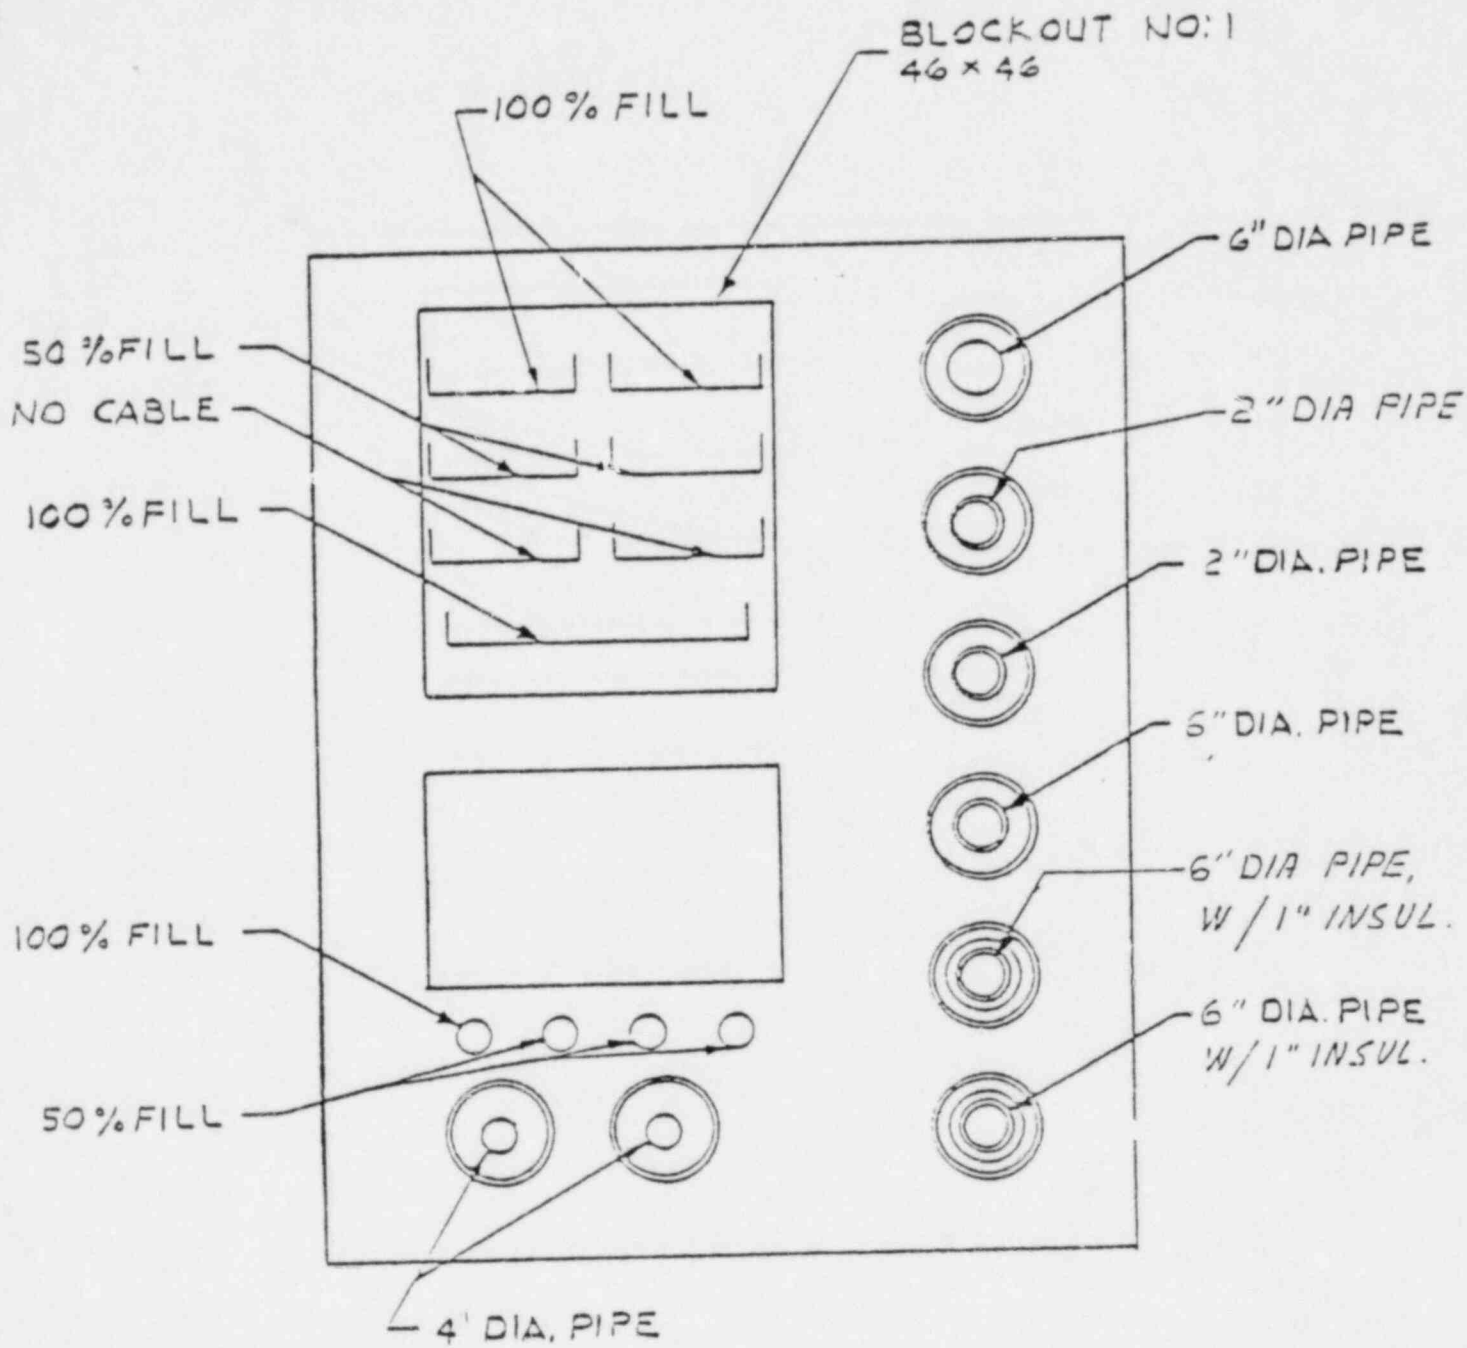 BLOCKOUT NO: 1
46 × 46
100 % FILL
6" DIA PIPE
50 % FILL
2" DIA PIPE
NO CABLE
100 % FILL
2" DIA. PIPE
6" DIA. PIPE
6" DIA PIPE,
W/1" INSUL.
100 % FILL
6" DIA. PIPE
W/1" INSUL.
50 % FILL
4' DIA. PIPE